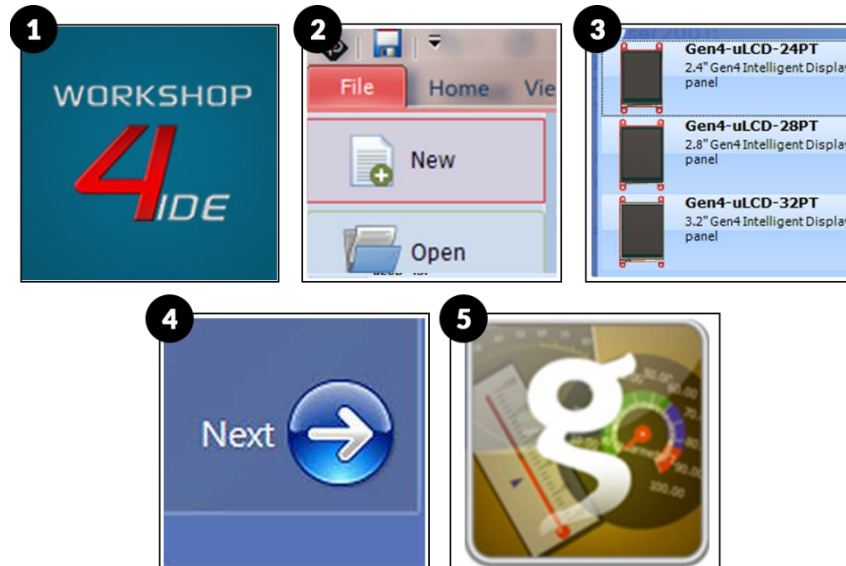 1
WORKSHOP
4
IDE
2
File Home Vie
New
Open
3
Gen4-uLCD-24PT
2.4" Gen4 Intelligent Display
panel
Gen4-uLCD-28PT
2.8" Gen4 Intelligent Display
panel
Gen4-uLCD-32PT
3.2" Gen4 Intelligent Display
panel
4
Next
5
g
100.00